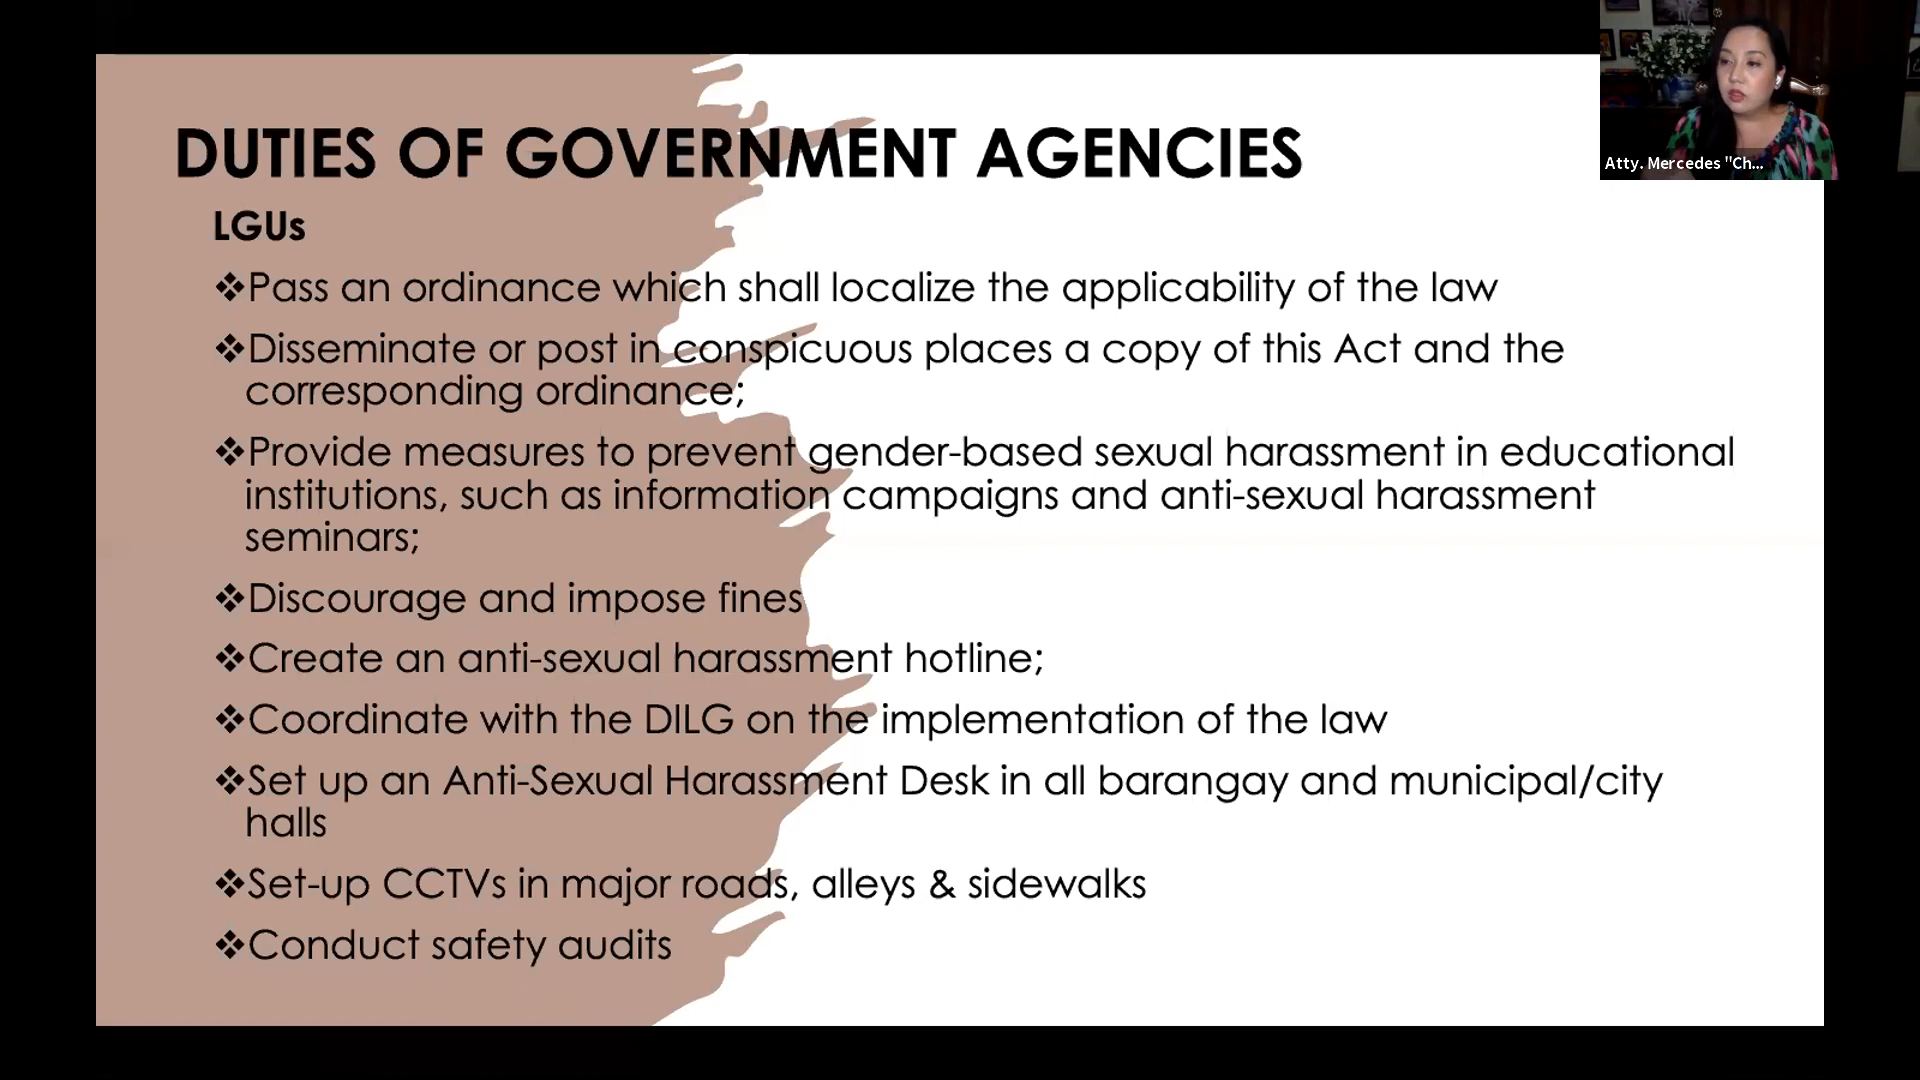 DUTIES OF GOVERNMENT AGENCIES
Atty. Mercedes "Ch...
LGUs
❖Pass an ordinance which shall localize the applicability of the law
❖Disseminate or post in conspicuous places a copy of this Act and the
corresponding ordinance;
❖Provide measures to prevent gender-based sexual harassment in educational
institutions, such as information campaigns and anti-sexual harassment
seminars;
❖Discourage and impose fines
❖Create an anti-sexual harassment hotline;
❖Coordinate with the DILG on the implementation of the law
❖Set up an Anti-Sexual Harassment Desk in all barangay and municipal/city
halls
❖Set-up CCTVs in major roads, alleys & sidewalks
❖Conduct safety audits